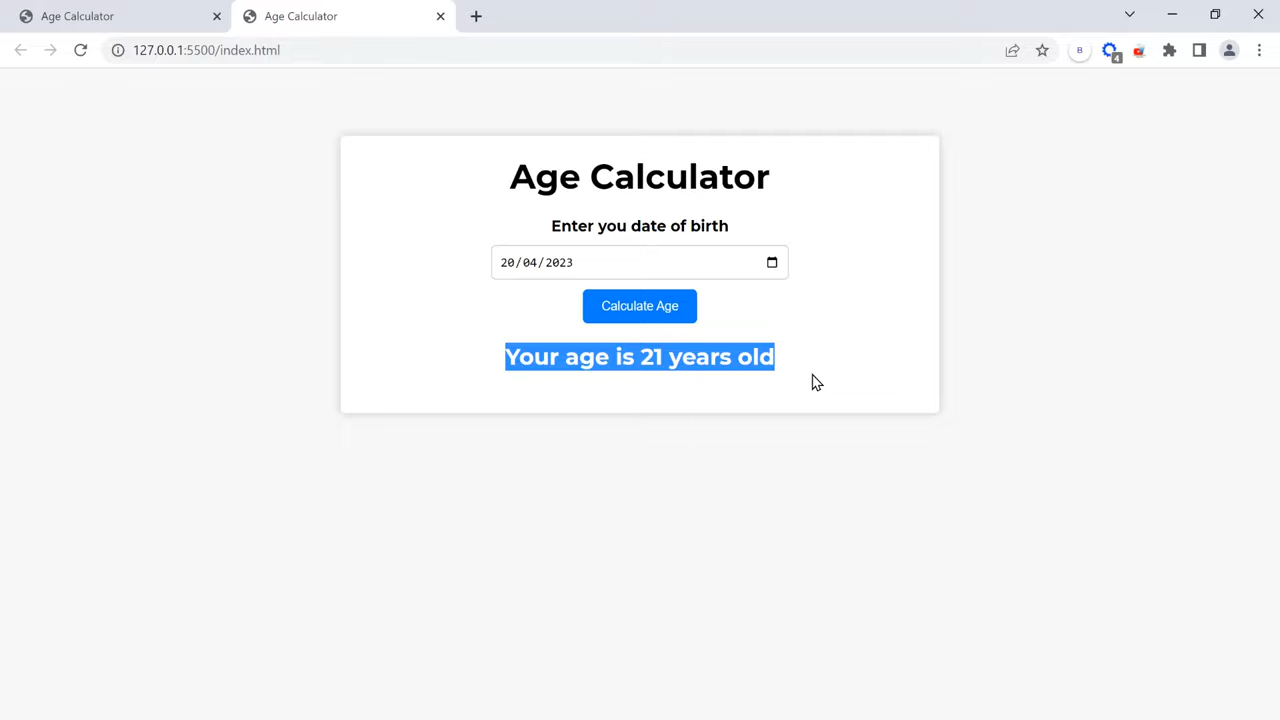 Age Calculator
Age Calculator
127.0.0.1:5500/index.html
B
4
Age Calculator
Enter you date of birth
20/04/2023
Calculate Age
Your age is 21 years old